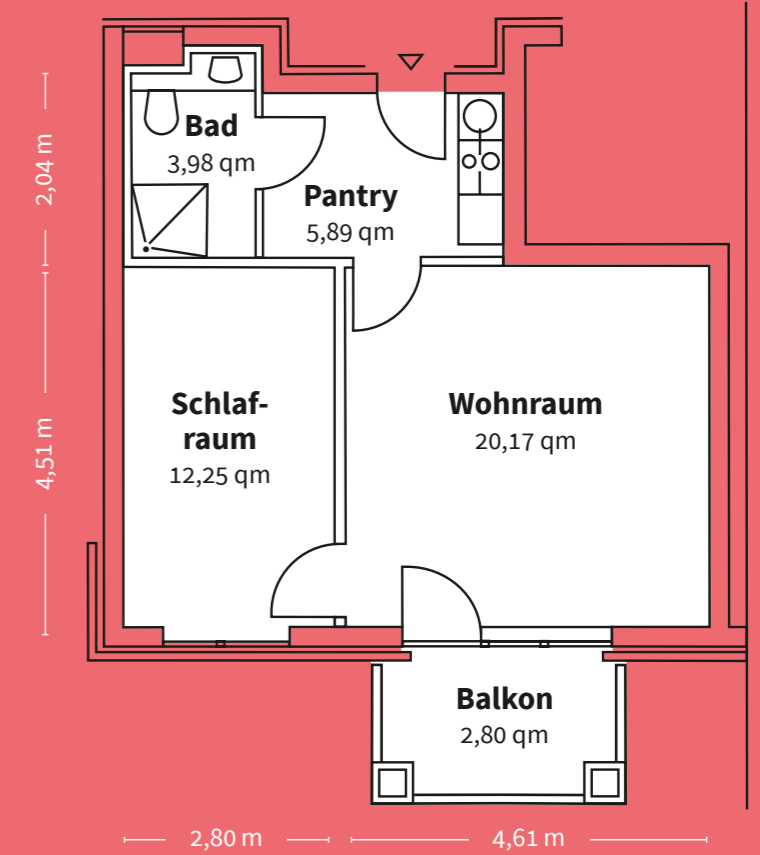 Bad
3,98 qm
Pantry
5,89 qm
2,04 m
Schlaf-
raum
12,25 qm
Wohnraum
20,17 qm
4,51 m
Balkon
2,80 qm
2,80 m
4,61 m